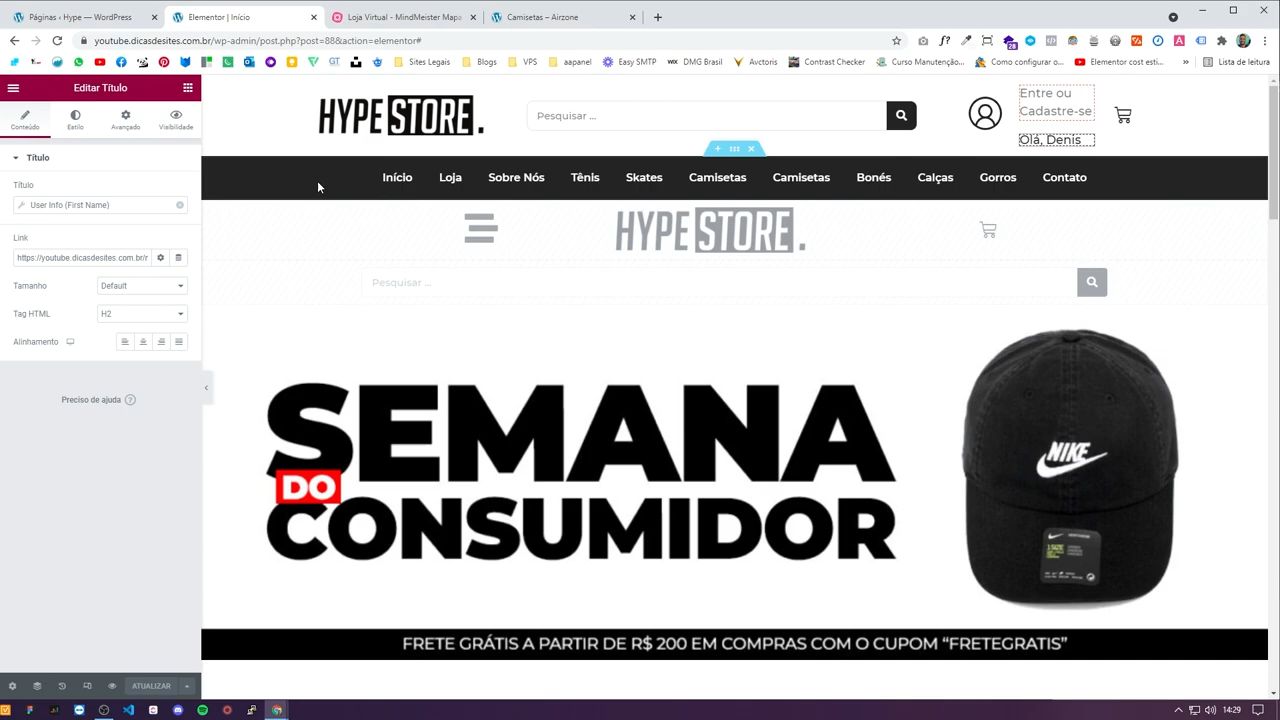 Páginas ‹ Hype — WordPress
Elementor | Início
Loja Virtual - MindMeister Mapa
Camisetas – Airzone
youtube.dicasdesites.com.br/wp-admin/post.php?post=88&action=elementor#
28
Sites Legais
Blogs
VPS
aapanel
Easy SMTP
DMG Brasil
Avctoris
Contrast Checker
Curso Manutenção...
Como configurar o...
Elementor cost esti...
Lista de leitura
Editar Título
Conteúdo
Estilo
Avançado
Visibilidade
Título
Título
User Info (First Name)
Link
https://youtube.dicasdesites.com.br/r
Tamanho
Default
Tag HTML
H2
Alinhamento
Preciso de ajuda
ATUALIZAR
HYPE STORE.
Pesquisar ...
Entre ou
Cadastre-se
Olá, Denis
Início
Loja
Sobre Nós
Tênis
Skates
Camisetas
Camisetas
Bonés
Calças
Gorros
Contato
HYPE STORE.
Pesquisar ...
SEMANA
DO
CONSUMIDOR
NIKE
1 SIZE
FRETE GRÁTIS A PARTIR DE R$ 200 EM COMPRAS COM O CUPOM “FRETEGRATIS”
14:29